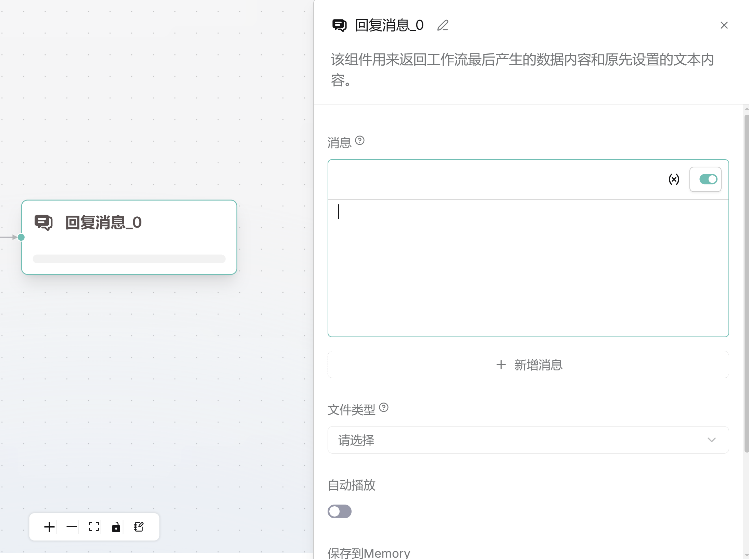 回复消息_0
该组件用来返回工作流最后产生的数据内容和原先设置的文本内
容。
消息
(x)
回复消息_0
新增消息
文件类型
请选择
自动播放
保存到Memory